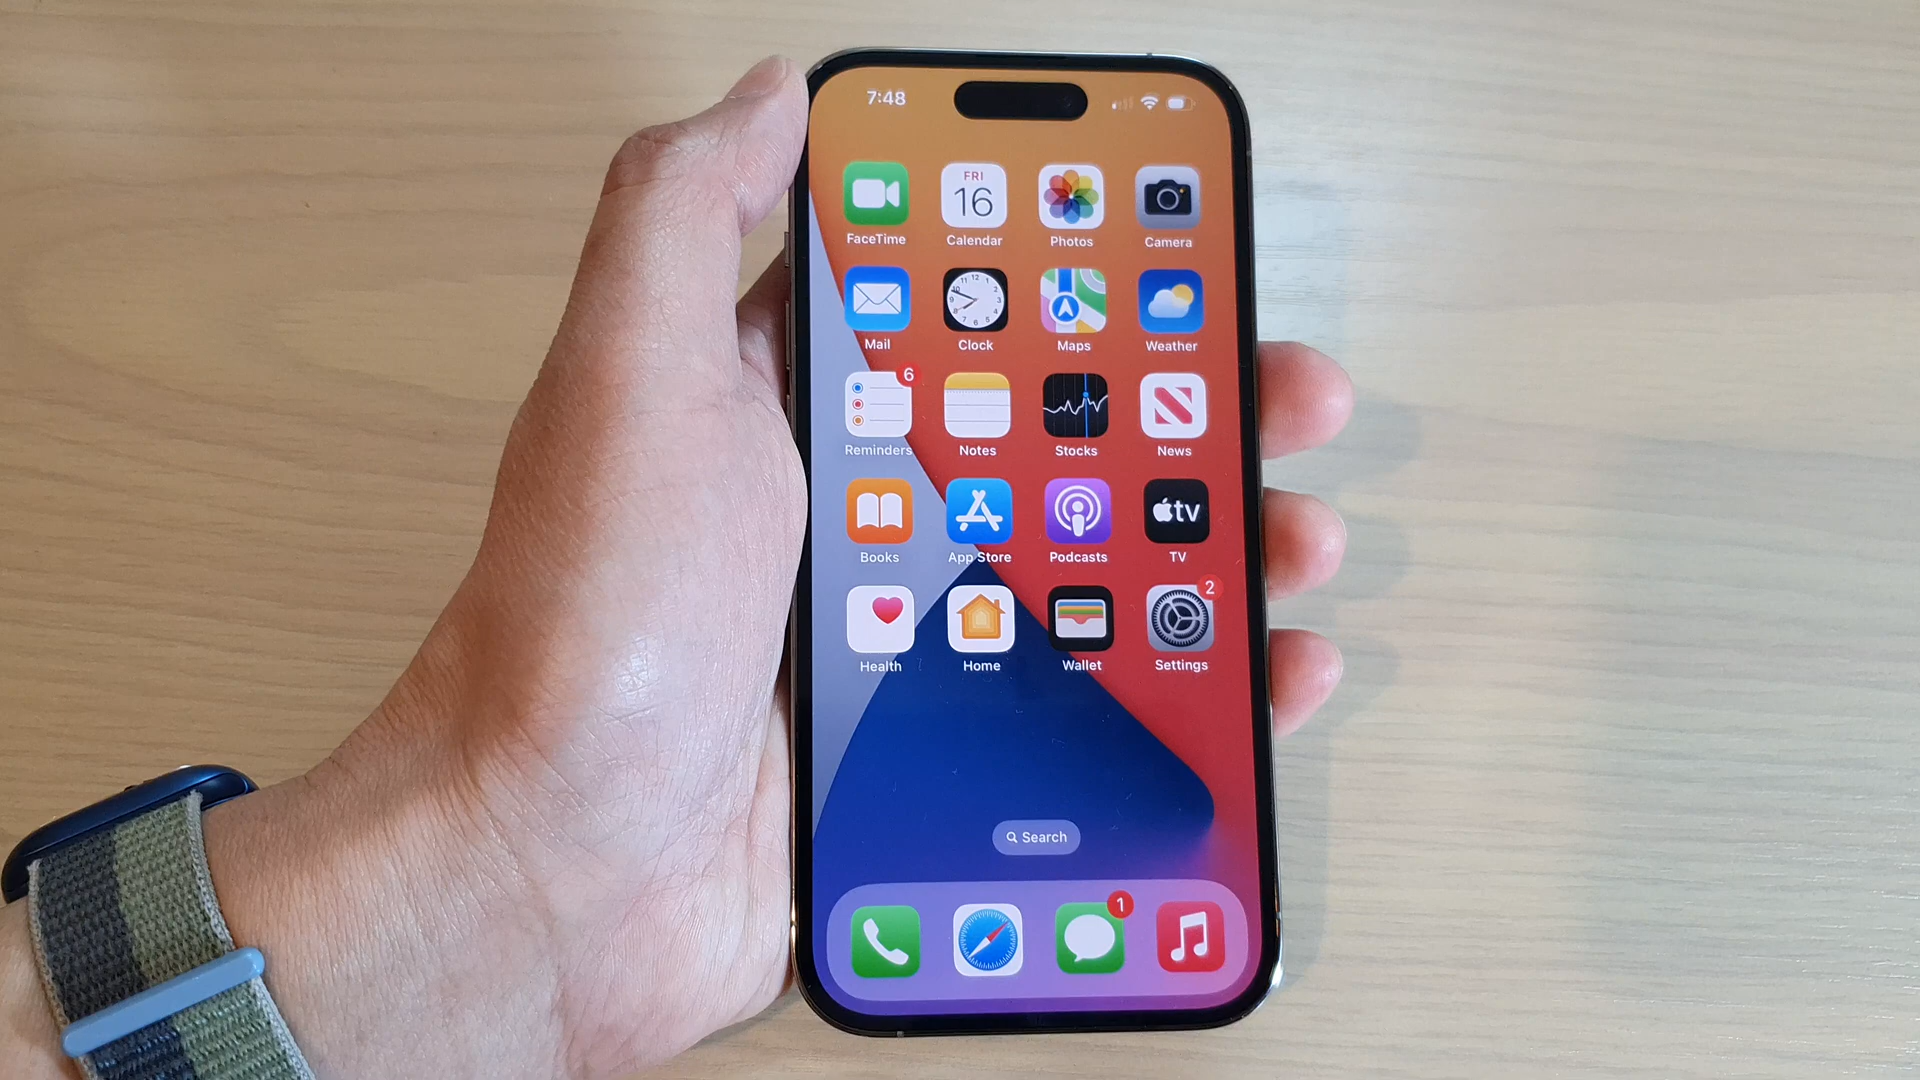 7:48
FRI
16
FaceTime Calendar Photos Camera
Mail Clock Maps Weather
6
Reminders Notes Stocks News
tv
Books App Store Podcasts TV
2
Health Home Wallet Settings
Search
1